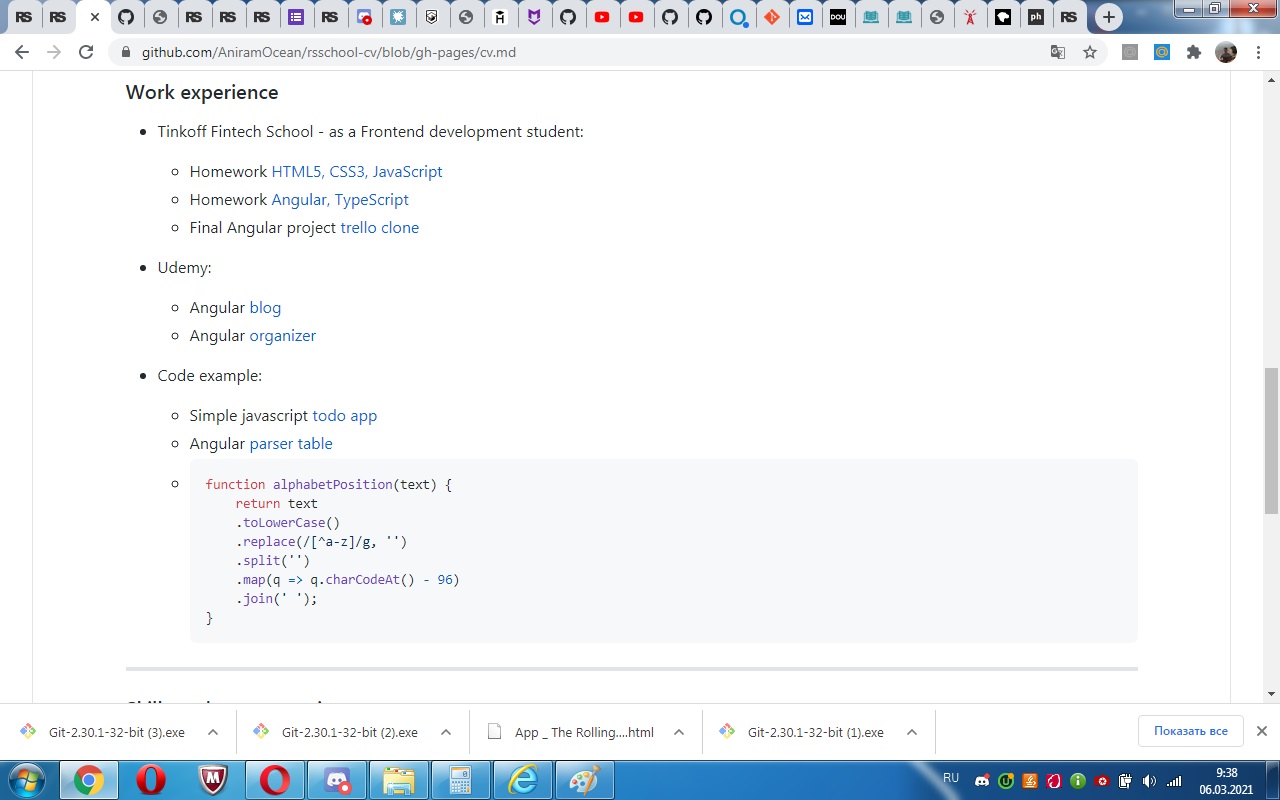 RS RS RS RS RS RS DOU ph RS
github.com/AniramOcean/rsschool-cv/blob/gh-pages/cv.md
Work experience
Tinkoff Fintech School - as a Frontend development student:
Homework HTML5, CSS3, JavaScript
Homework Angular, TypeScript
Final Angular project trello clone
Udemy:
Angular blog
Angular organizer
Code example:
Simple javascript todo app
Angular parser table
function alphabetPosition(text) {
return text
.toLowerCase()
.replace(/[^a-z]/g, '')
.split('')
.map(q => q.charCodeAt() - 96)
.join(' ');
}
Git-2.30.1-32-bit (3).exe
Git-2.30.1-32-bit (2).exe
App _ The Rolling....html
Git-2.30.1-32-bit (1).exe
Показать все
RU
9:38
06.03.2021